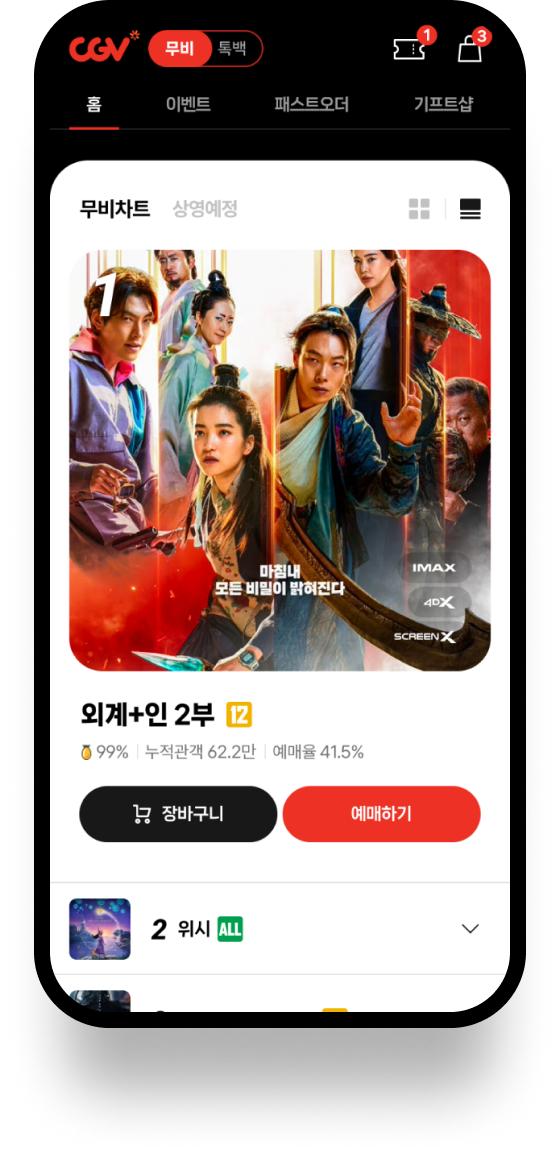 CGV 무비 톡백 1 3
홈 이벤트 패스트오더 기프트샵
무비차트 상영예정
1
마침내
모든 비밀이 밝혀진다
IMAX
4DX
SCREENX
외계+인 2부 12
99% 누적관객 62.2만 예매율 41.5%
장바구니 예매하기
2 위시 ALL